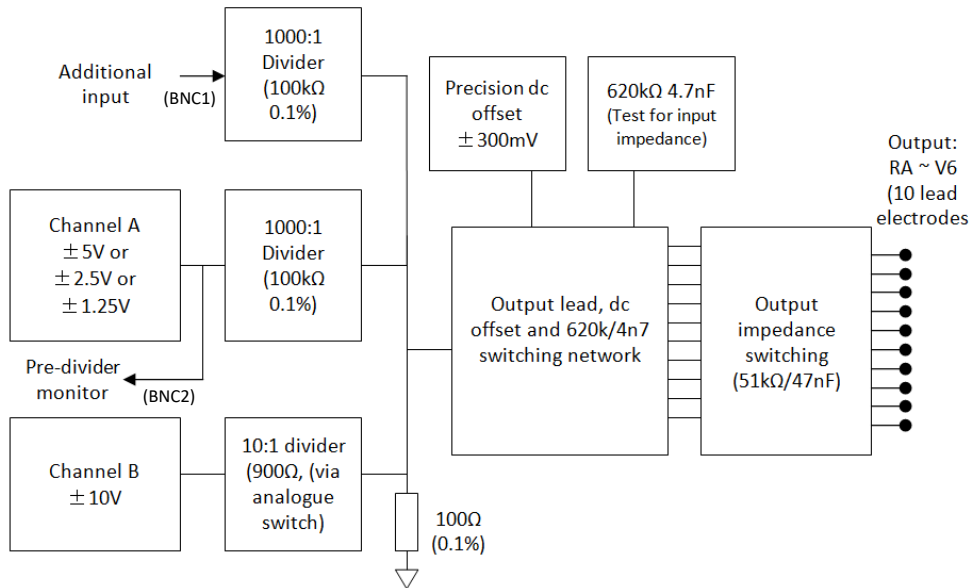 Additional
input
(BNC1)
1000:1
Divider
(100kΩ
0.1%)
Precision dc
offset
±300mV
620kΩ 4.7nF
(Test for input
impedance)
Output:
RA ~ V6
(10 lead
electrodes
Channel A
±5V or
±2.5V or
±1.25V
1000:1
Divider
(100kΩ
0.1%)
Output lead, dc
offset and 620k/4n7
switching network
Output
impedance
switching
(51kΩ/47nF)
Pre-divider
monitor
(BNC2)
Channel B
±10V
10:1 divider
(900Ω, (via
analogue
switch)
100Ω
(0.1%)